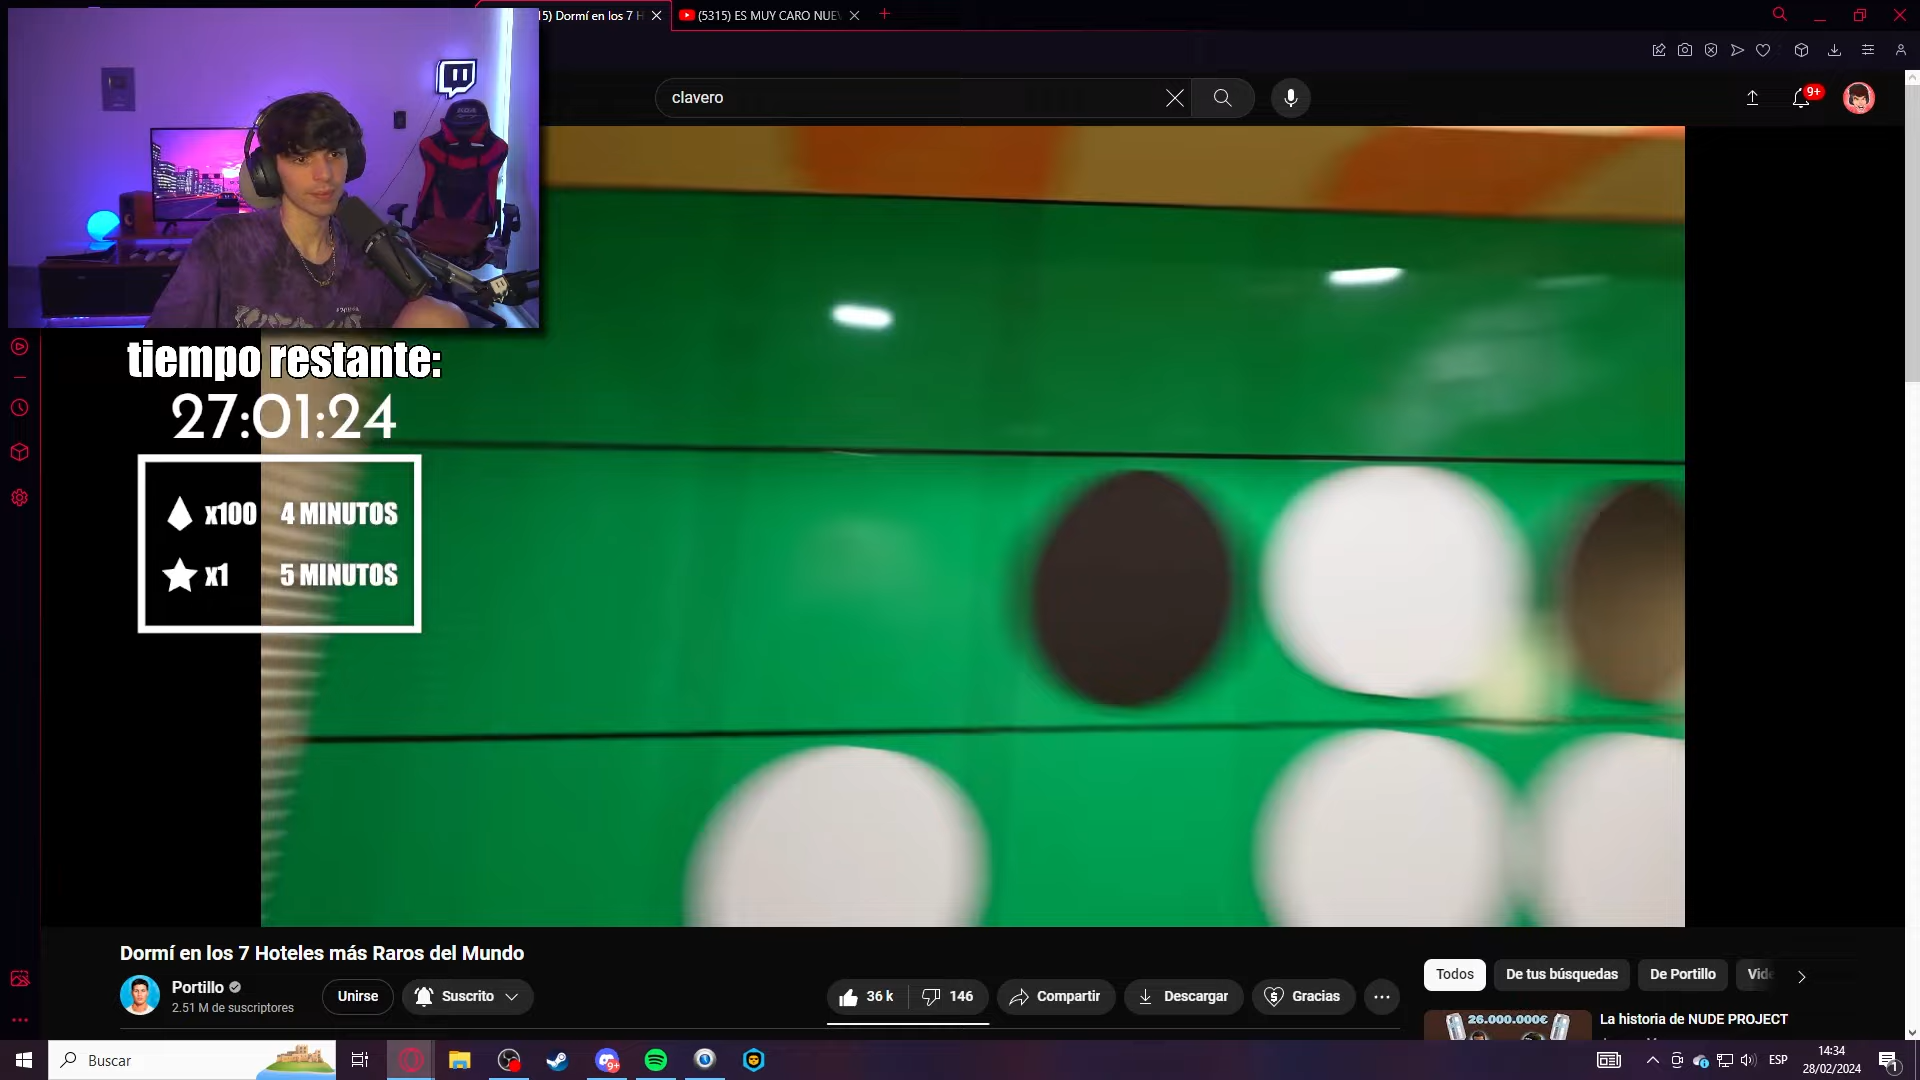 15) Dormí en los 7 H
(5315) ES MUY CARO NUE
clavero
9+
tiempo restante:
27:01:24
x100 4 MINUTOS
x1 5 MINUTOS
Dormí en los 7 Hoteles más Raros del Mundo
Portillo
2.51 M de suscriptores
Unirse
Suscrito
36 k
146
Compartir
Descargar
Gracias
Todos
De tus búsquedas
De Portillo
Vide
26.000.000€
La historia de NUDE PROJECT
Buscar
9+
ESP
14:34
28/02/2024
1